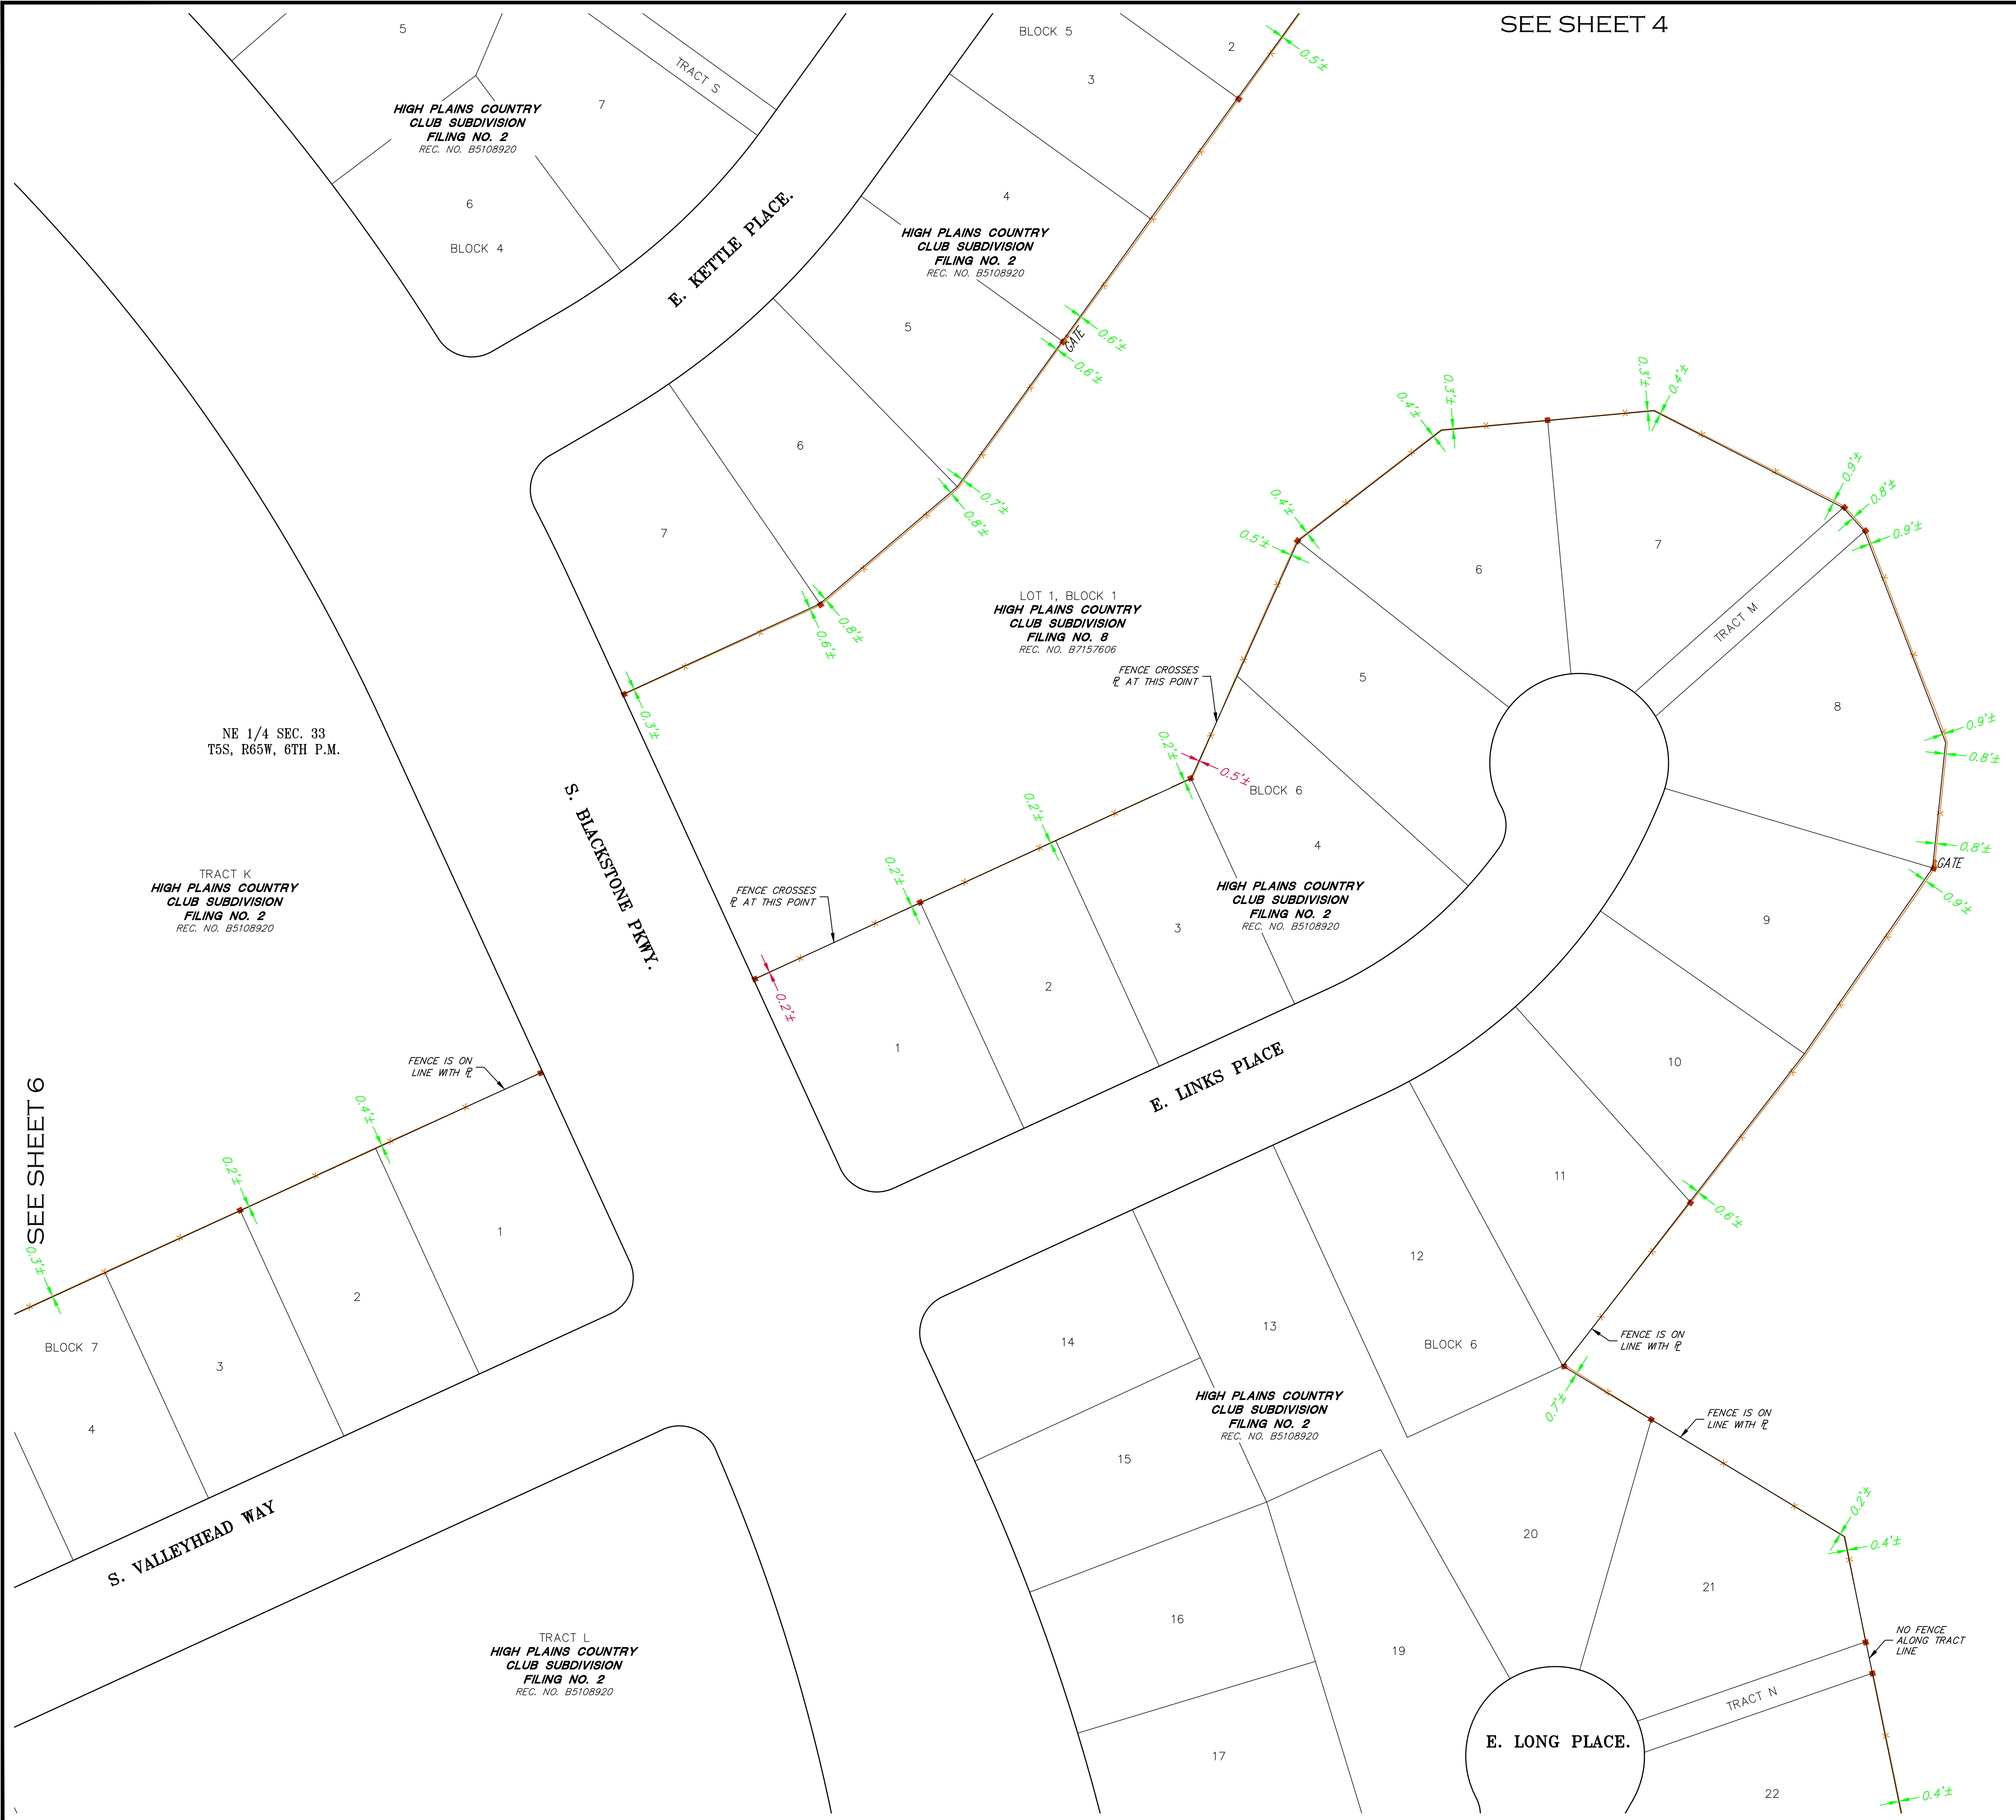 SEE SHEET 4
5
BLOCK 5
2
3
0.5'±
TRACT S
7
HIGH PLAINS COUNTRY
CLUB SUBDIVISION
FILING NO. 2
REC. NO. B5108920
6
BLOCK 4
E. KETTLE PLACE.
4
HIGH PLAINS COUNTRY
CLUB SUBDIVISION
FILING NO. 2
REC. NO. B5108920
5
GATE
0.6'±
0.6'±
6
7
0.7'±
0.8'±
0.8'±
0.6'±
0.3'±
0.4'±
0.3'±
0.3'±
0.4'±
0.9'±
0.8'±
0.9'±
0.4'±
0.5'±
7
6
TRACT M
LOT 1, BLOCK 1
HIGH PLAINS COUNTRY
CLUB SUBDIVISION
FILING NO. 8
REC. NO. B7157606
FENCE CROSSES
℄ AT THIS POINT
5
8
0.9'±
0.8'±
0.8'±
GATE
0.9'±
NE 1/4 SEC. 33
T5S, R65W, 6TH P.M.
0.2'±
0.5'±
BLOCK 6
4
0.2'±
0.2'±
S. BLACKSTONE PKWY.
TRACT K
HIGH PLAINS COUNTRY
CLUB SUBDIVISION
FILING NO. 2
REC. NO. B5108920
FENCE CROSSES
℄ AT THIS POINT
HIGH PLAINS COUNTRY
CLUB SUBDIVISION
FILING NO. 2
REC. NO. B5108920
3
9
2
0.2'±
1
E. LINKS PLACE
10
FENCE IS ON
LINE WITH ℄
SEE SHEET 6
0.4'±
0.2'±
0.3'±
1
2
BLOCK 7
3
4
11
0.6'±
12
13
14
BLOCK 6
FENCE IS ON
LINE WITH ℄
0.7'±
HIGH PLAINS COUNTRY
CLUB SUBDIVISION
FILING NO. 2
REC. NO. B5108920
FENCE IS ON
LINE WITH ℄
15
S. VALLEYHEAD WAY
20
0.2'±
0.4'±
21
16
19
TRACT L
HIGH PLAINS COUNTRY
CLUB SUBDIVISION
FILING NO. 2
REC. NO. B5108920
NO FENCE
ALONG TRACT
LINE
TRACT N
E. LONG PLACE.
17
22
0.4'±